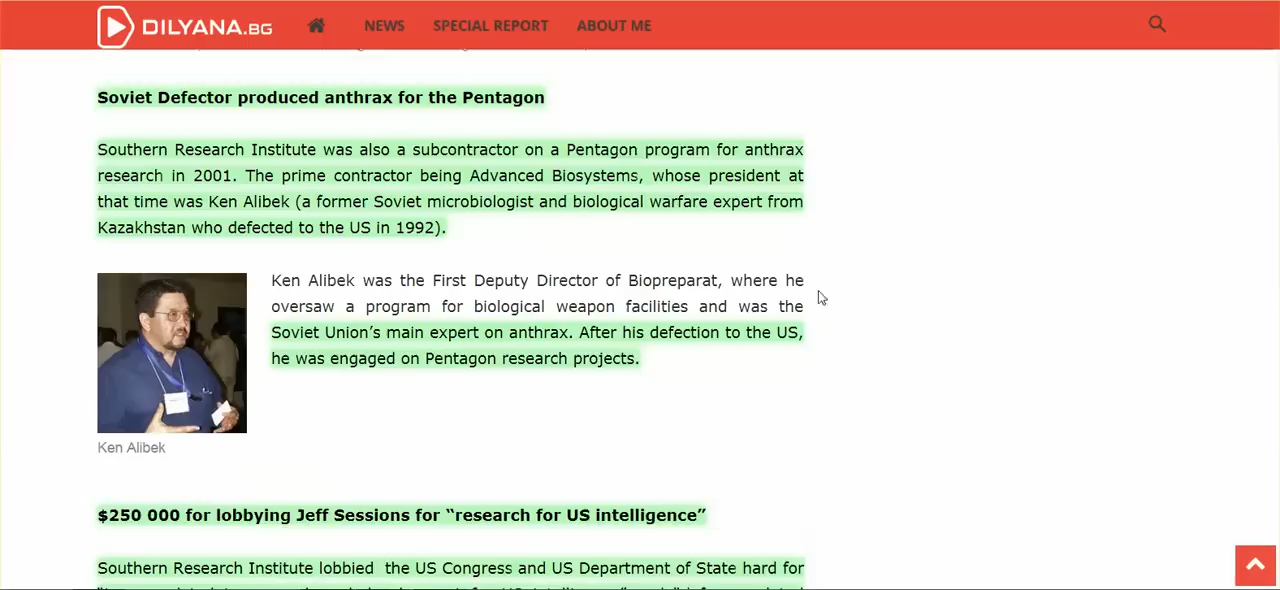 DILYANA.BG
NEWS
SPECIAL REPORT
ABOUT ME
Soviet Defector produced anthrax for the Pentagon
Southern Research Institute was also a subcontractor on a Pentagon program for anthrax
research in 2001. The prime contractor being Advanced Biosystems, whose president at
that time was Ken Alibek (a former Soviet microbiologist and biological warfare expert from
Kazakhstan who defected to the US in 1992).
Ken Alibek was the First Deputy Director of Biopreparat, where he
oversaw a program for biological weapon facilities and was the
Soviet Union’s main expert on anthrax. After his defection to the US,
he was engaged on Pentagon research projects.
Ken Alibek
$250 000 for lobbying Jeff Sessions for “research for US intelligence”
Southern Research Institute lobbied the US Congress and US Department of State hard for